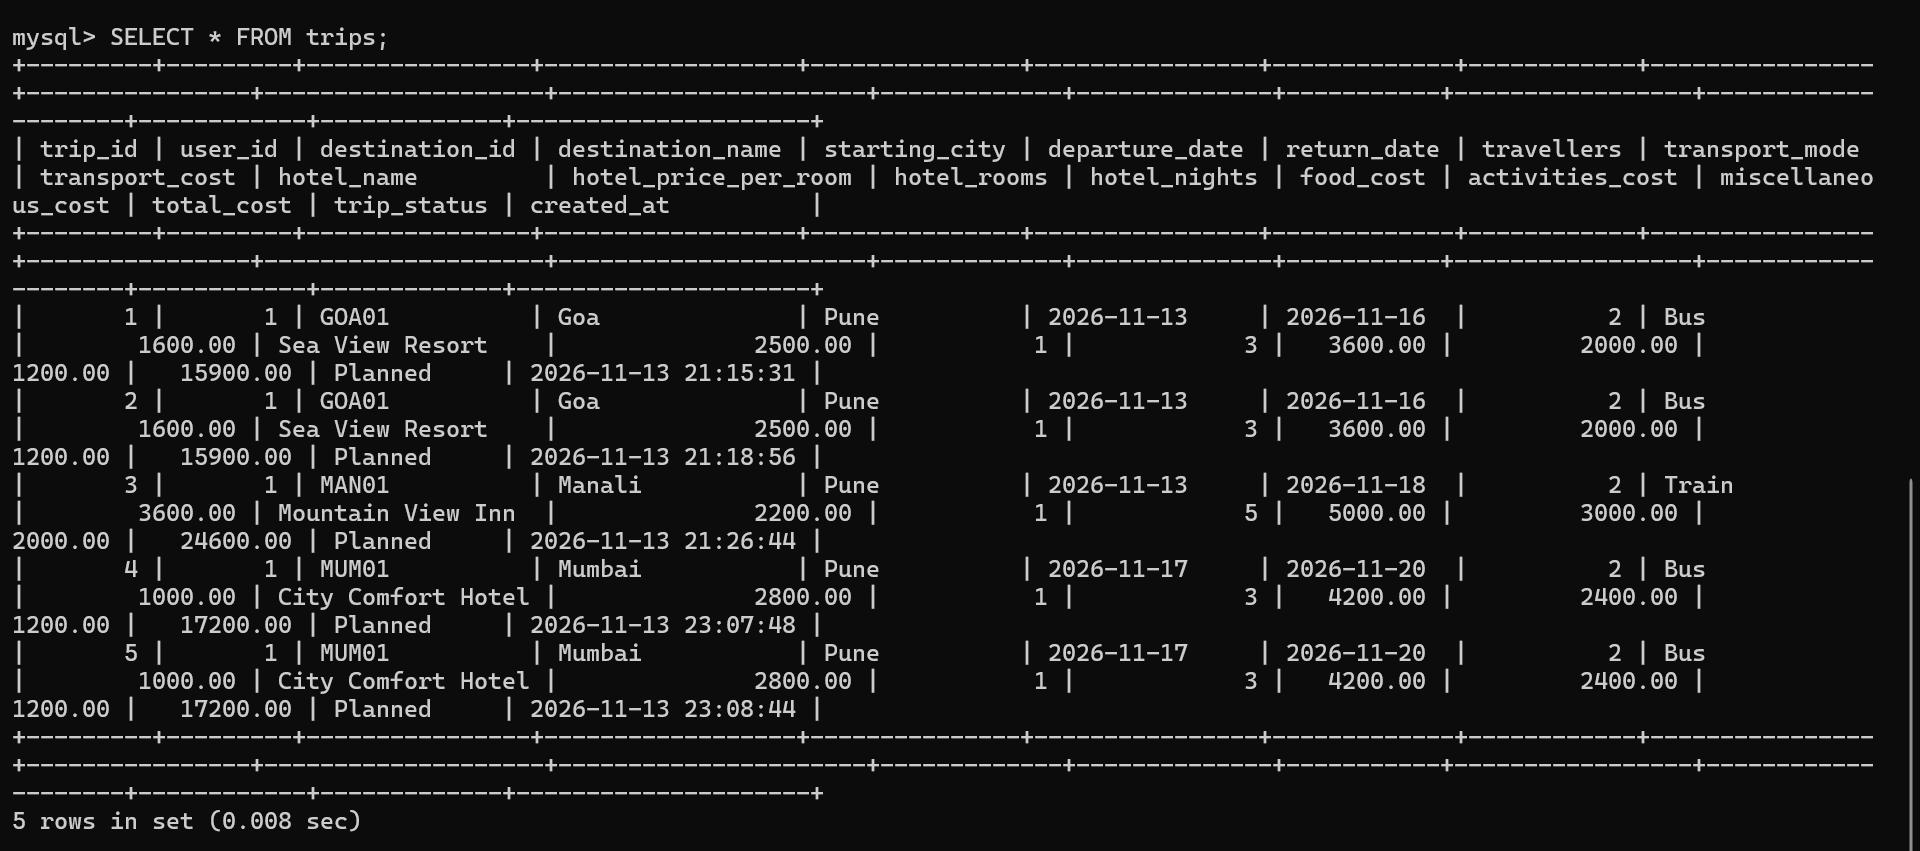 mysql> SELECT * FROM trips;
+---------+---------+----------------+------------------+---------------+----------------+-------------+------------+----------------
+----------------+--------------------+----------------------+-------------+--------------+-----------+-----------------+------------
--------+------------+-------------+---------------------+
| trip_id | user_id | destination_id | destination_name | starting_city | departure_date | return_date | travellers | transport_mode
| transport_cost | hotel_name         | hotel_price_per_room | hotel_rooms | hotel_nights | food_cost | activities_cost | miscellaneo
us_cost | total_cost | trip_status | created_at          |
+---------+---------+----------------+------------------+---------------+----------------+-------------+------------+----------------
+----------------+--------------------+----------------------+-------------+--------------+-----------+-----------------+------------
--------+------------+-------------+---------------------+
|       1 |       1 | GOA01          | Goa              | Pune          | 2026-11-13     | 2026-11-16  |          2 | Bus
|        1600.00 | Sea View Resort    |              2500.00 |           1 |            3 |   3600.00 |         2000.00 |
1200.00 |   15900.00 | Planned     | 2026-11-13 21:15:31 |
|       2 |       1 | GOA01          | Goa              | Pune          | 2026-11-13     | 2026-11-16  |          2 | Bus
|        1600.00 | Sea View Resort    |              2500.00 |           1 |            3 |   3600.00 |         2000.00 |
1200.00 |   15900.00 | Planned     | 2026-11-13 21:18:56 |
|       3 |       1 | MAN01          | Manali           | Pune          | 2026-11-13     | 2026-11-18  |          2 | Train
|        3600.00 | Mountain View Inn  |              2200.00 |           1 |            5 |   5000.00 |         3000.00 |
2000.00 |   24600.00 | Planned     | 2026-11-13 21:26:44 |
|       4 |       1 | MUM01          | Mumbai           | Pune          | 2026-11-17     | 2026-11-20  |          2 | Bus
|        1000.00 | City Comfort Hotel |              2800.00 |           1 |            3 |   4200.00 |         2400.00 |
1200.00 |   17200.00 | Planned     | 2026-11-13 23:07:48 |
|       5 |       1 | MUM01          | Mumbai           | Pune          | 2026-11-17     | 2026-11-20  |          2 | Bus
|        1000.00 | City Comfort Hotel |              2800.00 |           1 |            3 |   4200.00 |         2400.00 |
1200.00 |   17200.00 | Planned     | 2026-11-13 23:08:44 |
+---------+---------+----------------+------------------+---------------+----------------+-------------+------------+----------------
+----------------+--------------------+----------------------+-------------+--------------+-----------+-----------------+------------
--------+------------+-------------+---------------------+
5 rows in set (0.008 sec)